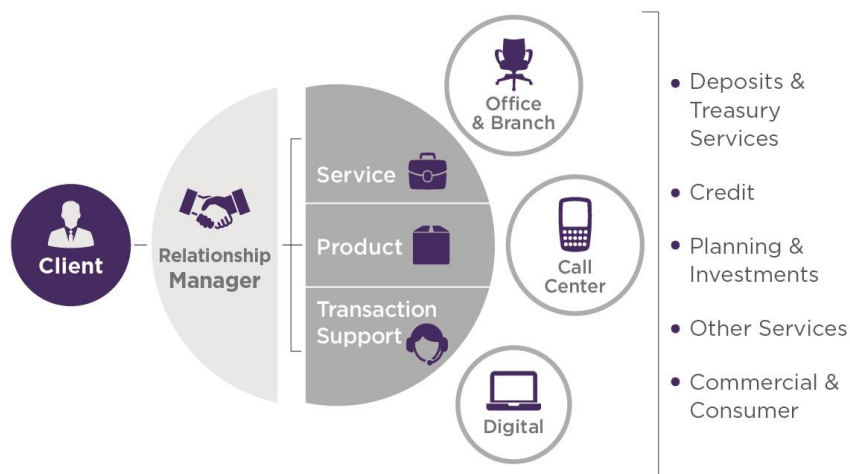 Client
Relationship
Manager
Service
Product
Transaction
Support
Office
& Branch
Call
Center
Digital
• Deposits &
Treasury
Services
• Credit
• Planning &
Investments
• Other Services
• Commercial &
Consumer